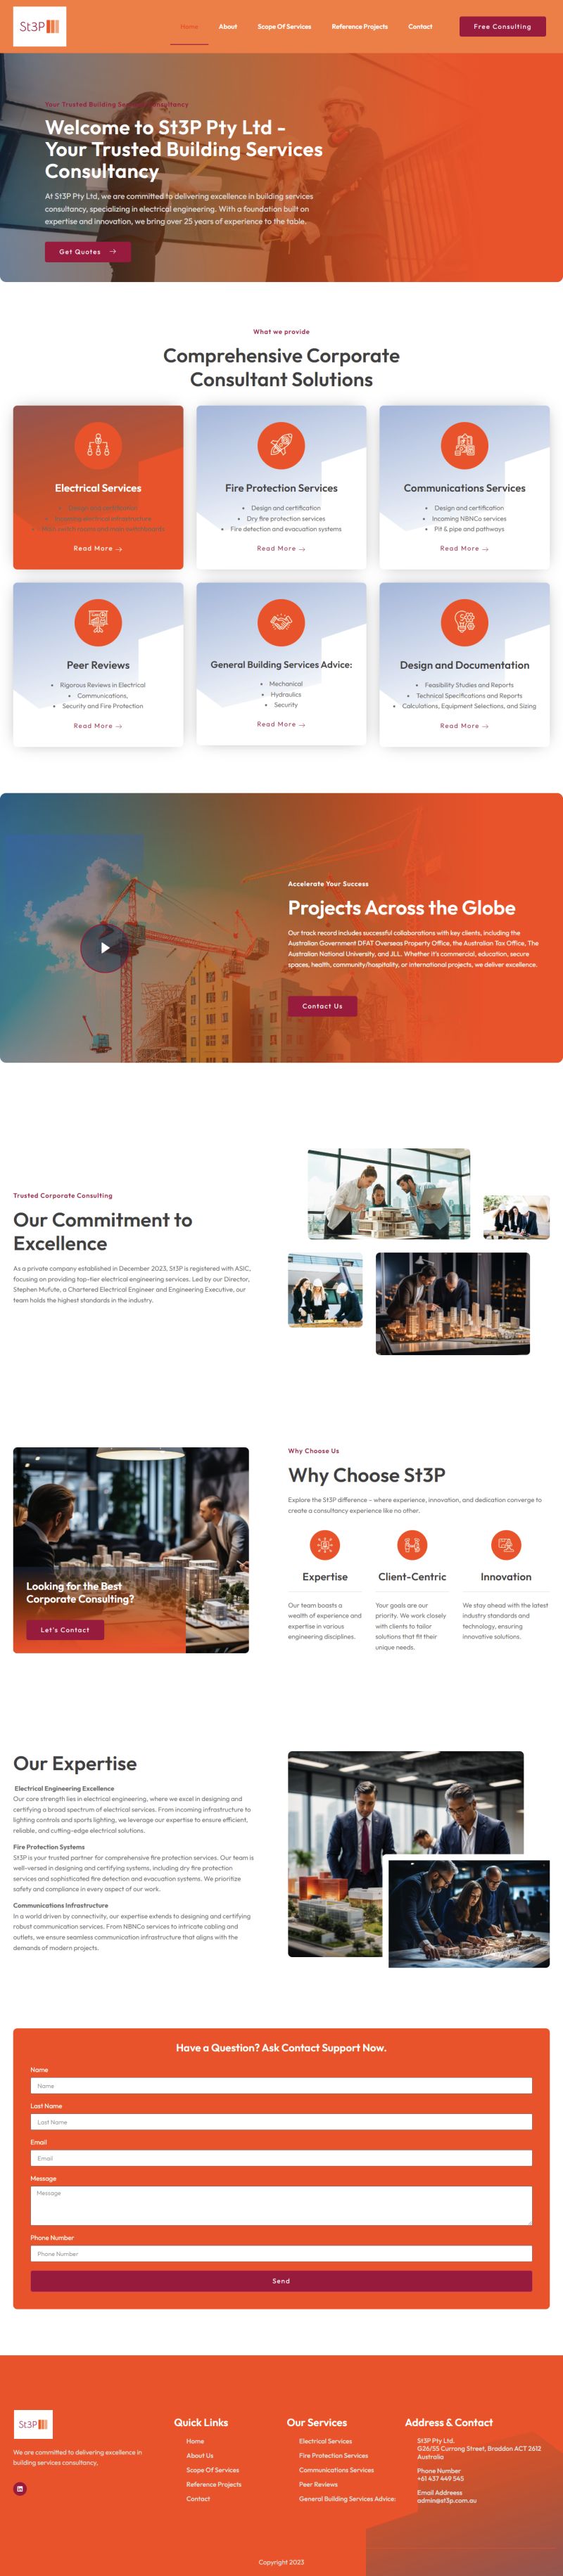 St3P
Home
About
Scope Of Services
Reference Projects
Contact
Free Consulting
Your Trusted Building Services Consultancy
Welcome to St3P Pty Ltd -
Your Trusted Building Services
Consultancy
At St3P Pty Ltd, we are committed to delivering excellence in building services
consultancy, specializing in electrical engineering. With a foundation built on
expertise and innovation, we bring over 25 years of experience to the table.
Get Quotes
What we provide
Comprehensive Corporate
Consultant Solutions
Electrical Services
Design and certification
Read More
Fire Protection Services
Design and certification
Dry fire protection services
Fire detection and evacuation systems
Read More
Communications Services
Design and certification
Incoming NBNCo services
Pit & pipe and pathways
Read More
Peer Reviews
Rigorous Reviews in Electrical
Communications,
Security and Fire Protection
Read More
General Building Services Advice:
Mechanical
Hydraulics
Security
Read More
Design and Documentation
Feasibility Studies and Reports
Technical Specifications and Reports
Calculations, Equipment Selections, and Sizing
Read More
Accelerate Your Success
Projects Across the Globe
Our track record includes successful collaborations with key clients, including the
Australian Government DFAT Overseas Property Office, the Australian Tax Office, The
Australian National University, and JLL. Whether it's commercial, education, secure
spaces, health, community/hospitality, or international projects, we deliver excellence.
Contact Us
Trusted Corporate Consulting
Our Commitment to
Excellence
As a private company established in December 2023, St3P is registered with ASIC,
focusing on providing top-tier electrical engineering services. Led by our Director,
Stephen Mufute, a Chartered Electrical Engineer and Engineering Executive, our
team holds the highest standards in the industry.
Looking for the Best
Corporate Consulting?
Let's Contact
Why Choose Us
Why Choose St3P
Explore the St3P difference – where experience, innovation, and dedication converge to
create a consultancy experience like no other.
Expertise
Our team boasts a
wealth of experience and
expertise in various
engineering disciplines.
Client-Centric
Your goals are our
priority. We work closely
with clients to tailor
solutions that fit their
unique needs.
Innovation
We stay ahead with the latest
industry standards and
technology, ensuring
innovative solutions.
Our Expertise
Electrical Engineering Excellence
Our core strength lies in electrical engineering, where we excel in designing and
certifying a broad spectrum of electrical services. From incoming infrastructure to
lighting controls and sports lighting, we leverage our expertise to ensure efficient,
reliable, and cutting-edge electrical solutions.
Fire Protection Systems
St3P is your trusted partner for comprehensive fire protection services. Our team is
well-versed in designing and certifying systems, including dry fire protection
services and sophisticated fire detection and evacuation systems. We prioritize
safety and compliance in every aspect of our work.
Communications Infrastructure
In a world driven by connectivity, our expertise extends to designing and certifying
robust communication services. From NBNCo services to intricate cabling and
outlets, we ensure seamless communication infrastructure that aligns with the
demands of modern projects.
Have a Question? Ask Contact Support Now.
Name
Name
Last Name
Last Name
Email
Email
Message
Message
Phone Number
Phone Number
Send
St3P
We are committed to delivering excellence in
building services consultancy,
Quick Links
Home
About Us
Scope Of Services
Reference Projects
Contact
Our Services
Electrical Services
Fire Protection Services
Communications Services
Peer Reviews
General Building Services Advice:
Address & Contact
St3P Pty Ltd.
G26/55 Currong Street, Braddon ACT 2612
Australia
Phone Number
+61 437 449 545
Email Addreess
admin@st3p.com.au
Copyright 2023